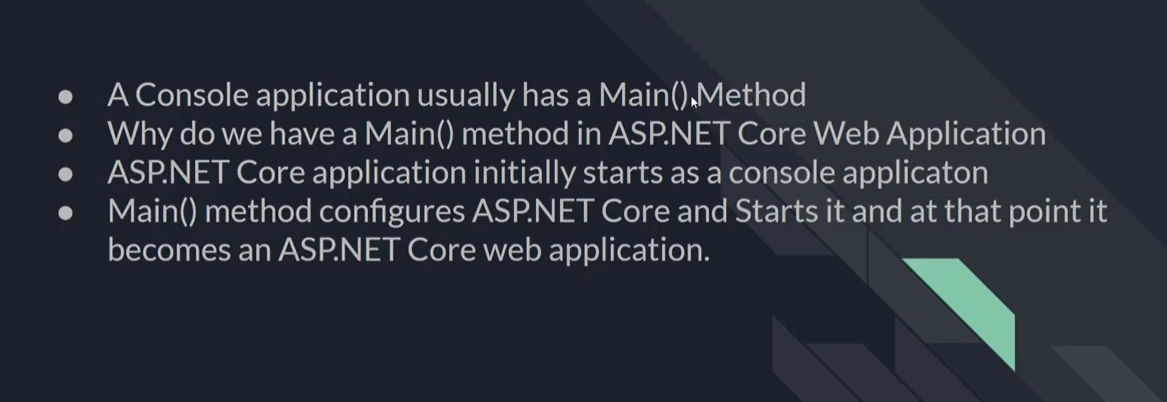 ● A Console application usually has a Main() Method
● Why do we have a Main() method in ASP.NET Core Web Application
● ASP.NET Core application initially starts as a console applicaton
● Main() method configures ASP.NET Core and Starts it and at that point it
becomes an ASP.NET Core web application.